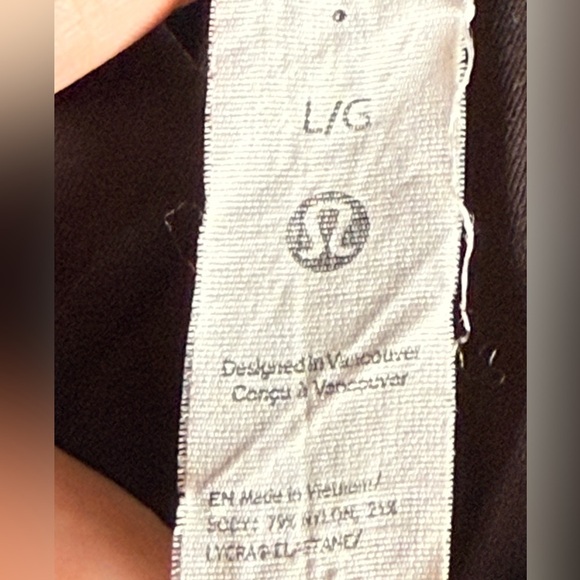 L/G
Designed in Vancouver
Conçu à Vancouver
EN Made in Vietnam/
BODY: 79% NYLON, 21%
LYCRA® ELASTANE/